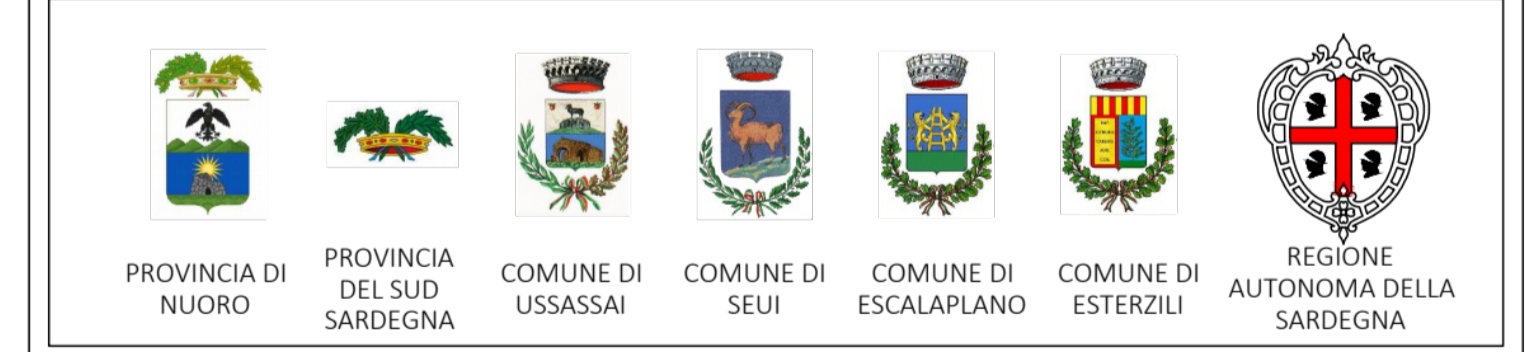 PROVINCIA DI
NUORO
PROVINCIA
DEL SUD
SARDEGNA
COMUNE DI
USSASSAI
COMUNE DI
SEUI
COMUNE DI
ESCALAPLANO
COMUNE DI
ESTERZILI
REGIONE
AUTONOMA DELLA
SARDEGNA